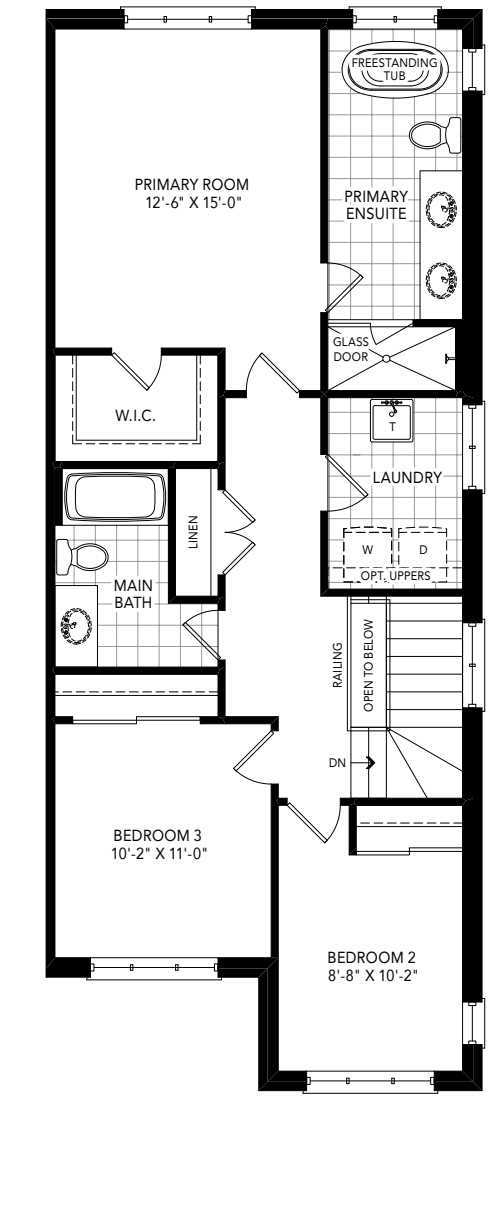 FREESTANDING
TUB
PRIMARY ROOM
12'-6" X 15'-0"
PRIMARY
ENSUITE
GLASS
DOOR
W.I.C.
T
LAUNDRY
LINEN
W
D
OPT. UPPERS
MAIN
BATH
RAILING
OPEN TO BELOW
DN
BEDROOM 3
10'-2" X 11'-0"
BEDROOM 2
8'-8" X 10'-2"